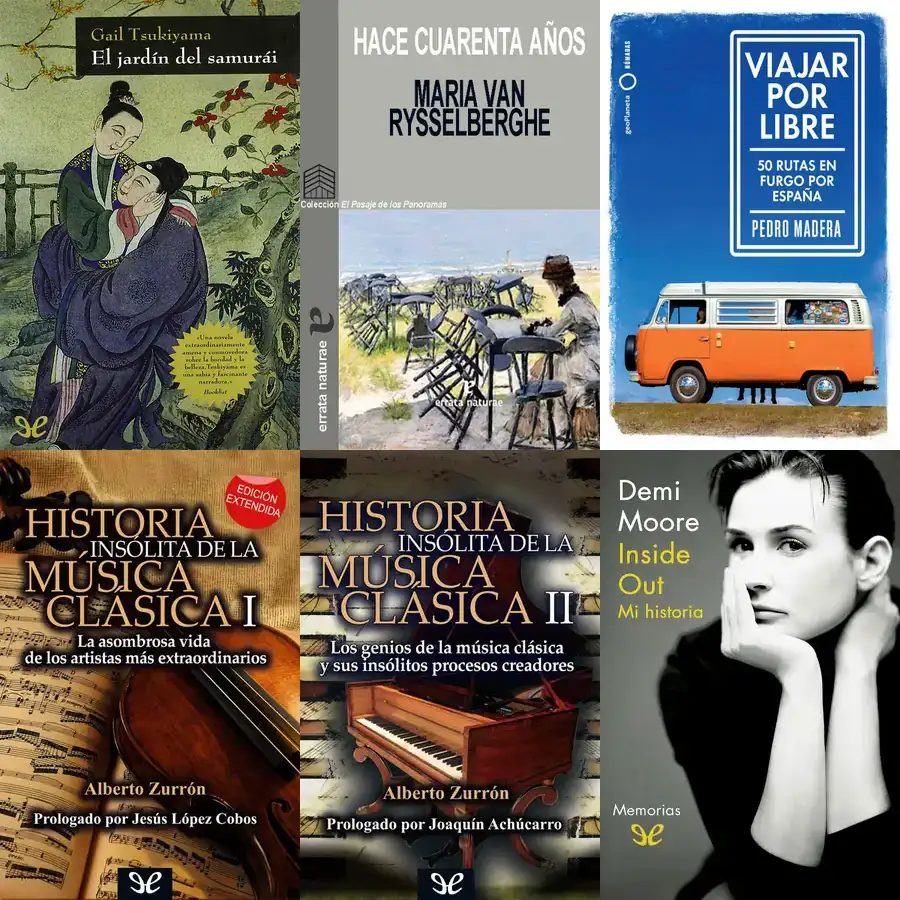 Gail Tsukiyama
El jardín del samurái
«Una novela
extraordinariamente
amena y conmovedora
sobre la bondad y la
belleza. Tsukiyama es
una sabia y fascinante
narradora.»
Booklist
HACE CUARENTA AÑOS
MARIA VAN
RYSSELBERGHE
Colección El Pasaje de los Panoramas
a
errata naturae
errata naturae
geoPlaneta NÓMADAS
VIAJAR
POR
LIBRE
50 RUTAS EN
FURGO POR
ESPAÑA
PEDRO MADERA
EDICIÓN
EXTENDIDA
HISTORIA
INSÓLITA DE LA
MÚSICA
CLÁSICA I
La asombrosa vida
de los artistas más extraordinarios
Alberto Zurrón
Prologado por Jesús López Cobos
HISTORIA
INSÓLITA DE LA
MÚSICA
CLÁSICA II
Los genios de la música clásica
y sus insólitos procesos creadores
Alberto Zurrón
Prologado por Joaquín Achúcarro
Demi
Moore
Inside
Out
Mi historia
Memorias